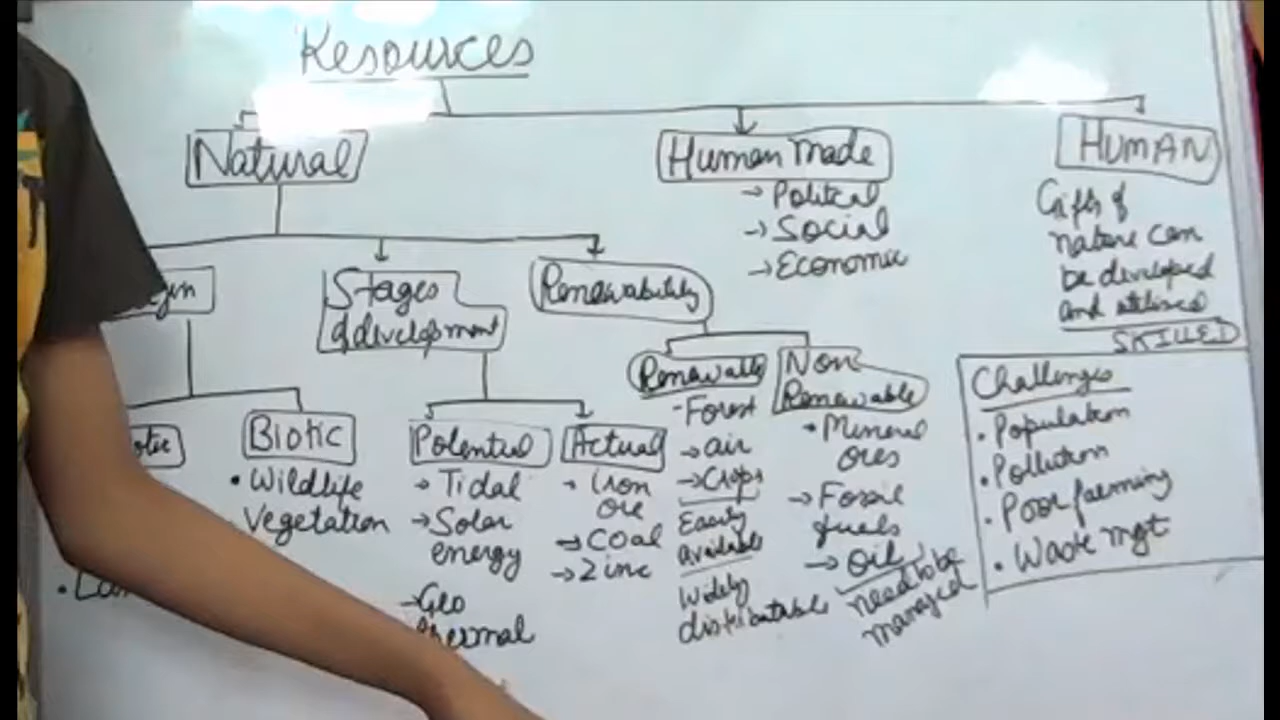 Resources
Natural
Human made
HUMAN
→ Political
→ Social
→ Economic
Gifts of
nature can
be developed
and utilised
SKILLED
Stages
of development
Renewability
Biotic
• Wildlife
Vegetation
Potential
→ Tidal
→ Solar
energy
→ Geo
thermal
Actual
→ Iron
ore
→ Coal
→ Zinc
Renewable
- Forest
→ air
→ Crops
Easily
available
Widely
distributable
Non
Renewable
• Mineral
ores
→ Fossil
fuels
→ Oil
need to be
managed
Challenges
• Population
• Pollution
• Poor farming
• Waste mgt